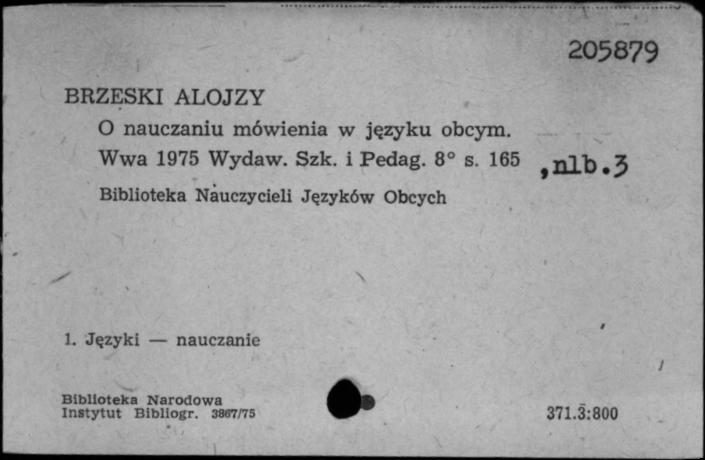 205879
BRZESKI ALOJZY
O nauczaniu mówienia w języku obcym.
Wwa 1975 Wydaw. Szk. i Pedag. 8° s. 165 ,nlb.3
Biblioteka Nauczycieli Języków Obcych
1. Języki — nauczanie
Biblioteka Narodowa
Instytut Bibliogr. 3867/75
371.3:800